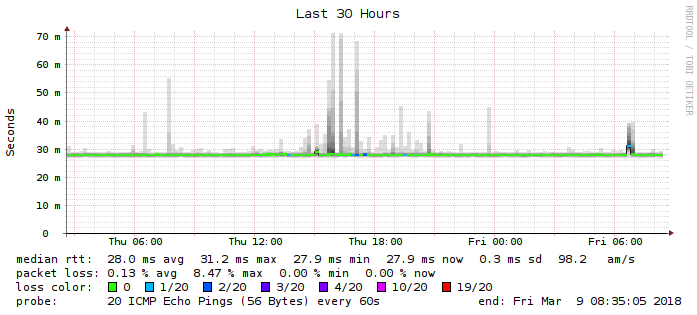 Last 30 Hours
RRDTOOL / TOBI OETIKER
Seconds
70 m
60 m
50 m
40 m
30 m
20 m
10 m
0
Thu 06:00 Thu 12:00 Thu 18:00 Fri 00:00 Fri 06:00
median rtt: 28.0 ms avg 31.2 ms max 27.9 ms min 27.9 ms now 0.3 ms sd 98.2 am/s
packet loss: 0.13 % avg 8.47 % max 0.00 % min 0.00 % now
loss color: 0 1/20 2/20 3/20 4/20 10/20 19/20
probe: 20 ICMP Echo Pings (56 Bytes) every 60s end: Fri Mar 9 08:35:05 2018